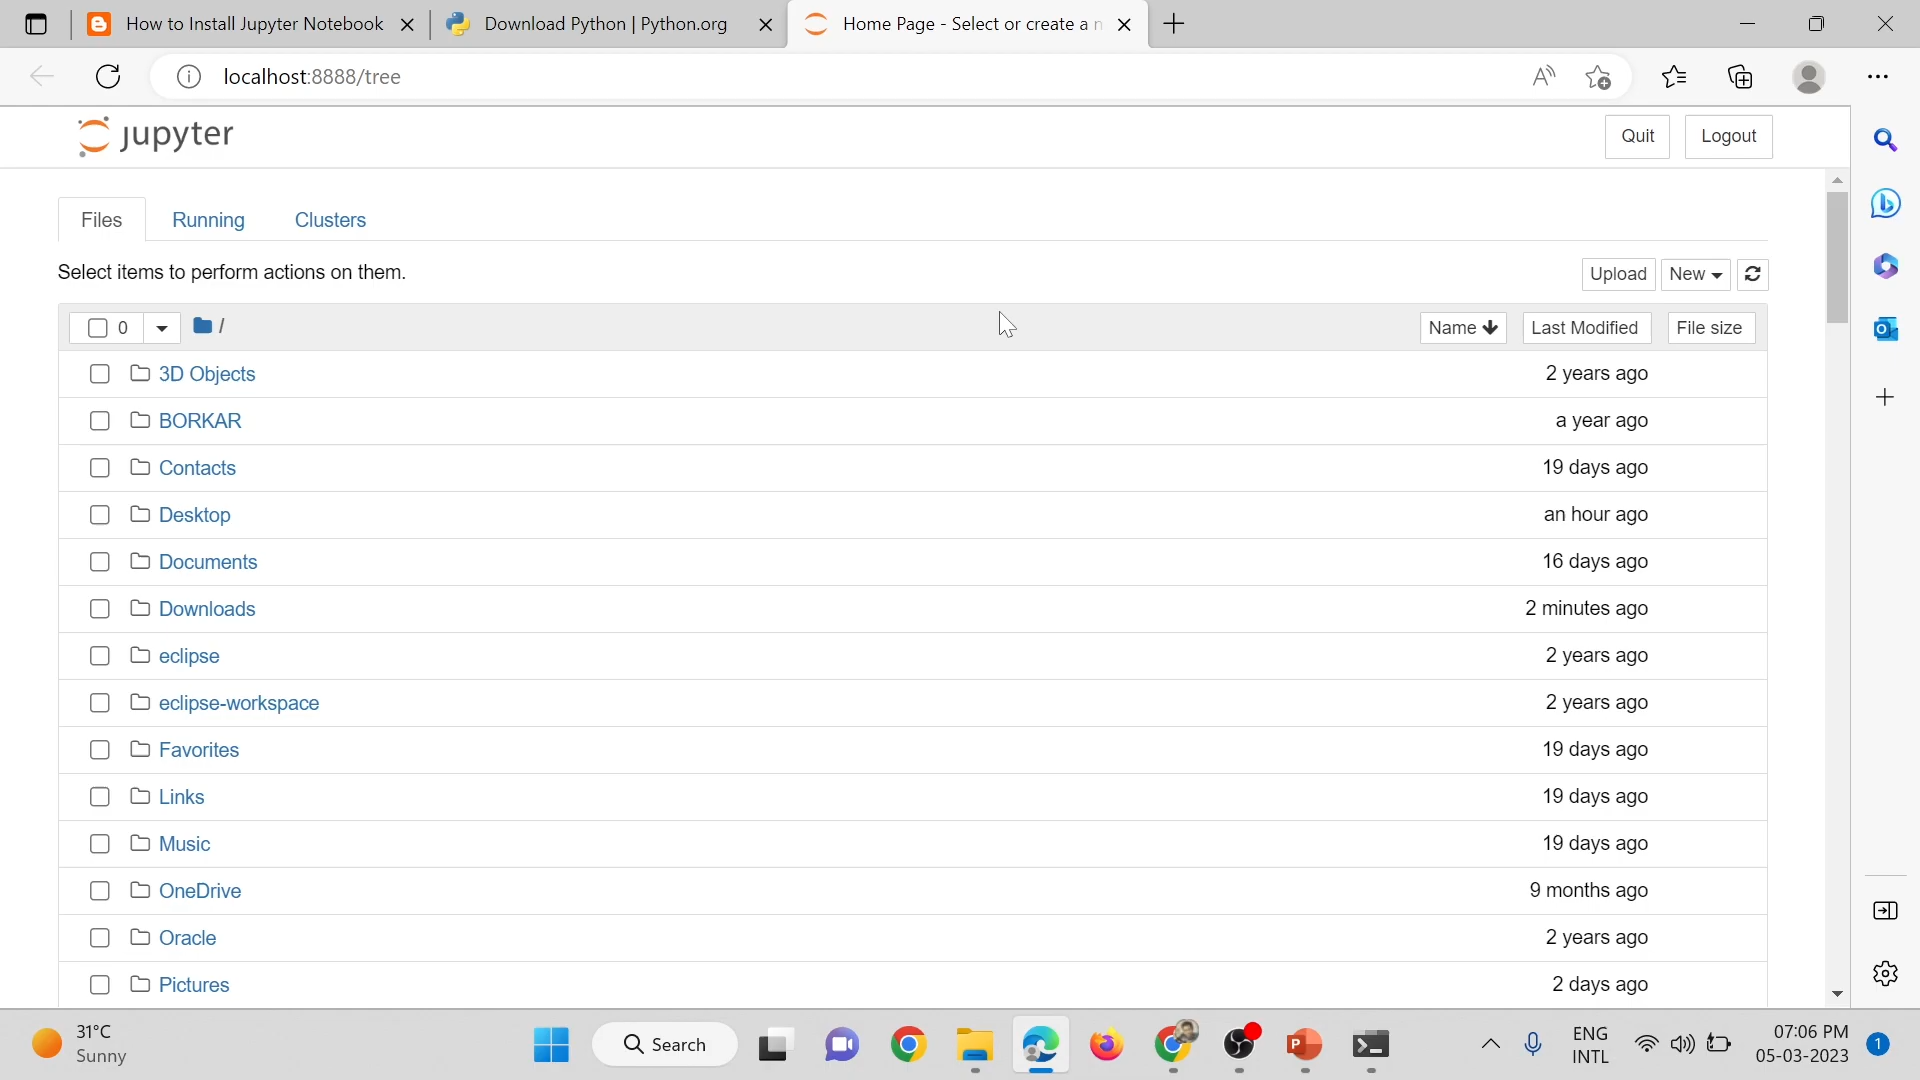 How to Install Jupyter Notebook
Download Python | Python.org
Home Page - Select or create a n
localhost:8888/tree
jupyter
Quit
Logout
Files
Running
Clusters
Select items to perform actions on them.
Upload
New
0
/
Name
Last Modified
File size
3D Objects 2 years ago
BORKAR a year ago
Contacts 19 days ago
Desktop an hour ago
Documents 16 days ago
Downloads 2 minutes ago
eclipse 2 years ago
eclipse-workspace 2 years ago
Favorites 19 days ago
Links 19 days ago
Music 19 days ago
OneDrive 9 months ago
Oracle 2 years ago
Pictures 2 days ago
31°C
Sunny
Search
ENG
INTL
07:06 PM
05-03-2023
1